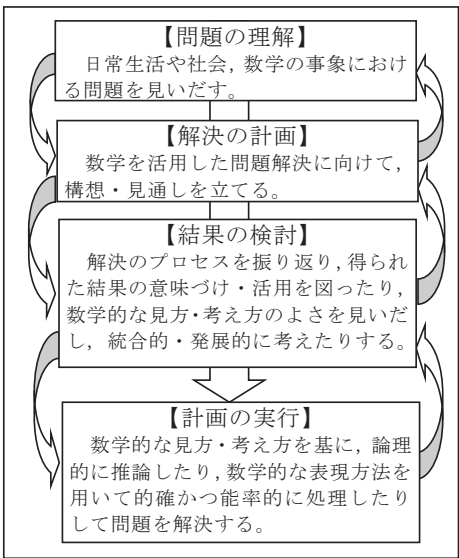 【問題の理解】
日常生活や社会，数学の事象におけ
る問題を見いだす。
【解決の計画】
数学を活用した問題解決に向けて，
構想・見通しを立てる。
【結果の検討】
解決のプロセスを振り返り，得られ
た結果の意味づけ・活用を図ったり，
数学的な見方・考え方のよさを見いだ
し，統合的・発展的に考えたりする。
【計画の実行】
数学的な見方・考え方を基に，論理
的に推論したり，数学的な表現方法を
用いて的確かつ能率的に処理したり
して問題を解決する。